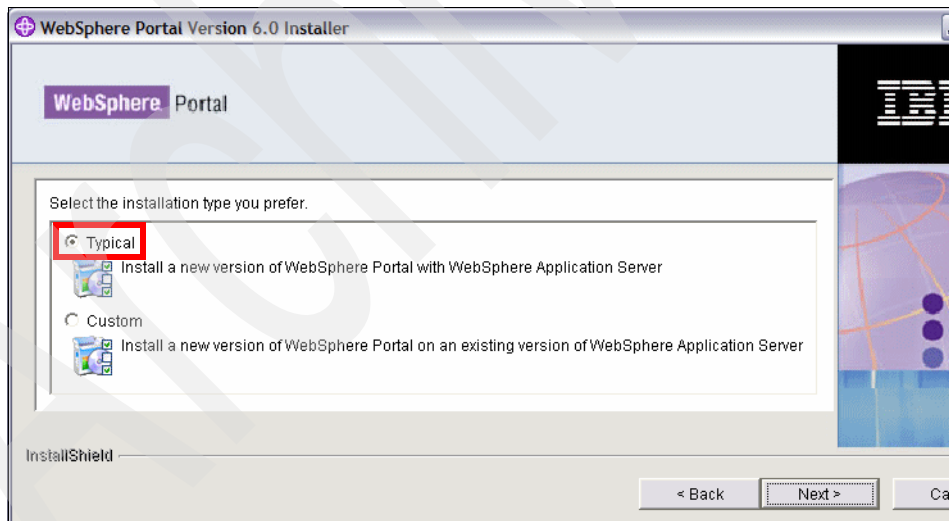 WebSphere Portal Version 6.0 Installer
WebSphere Portal
IBM
Select the installation type you prefer.
Typical
Install a new version of WebSphere Portal with WebSphere Application Server
Custom
Install a new version of WebSphere Portal on an existing version of WebSphere Application Server
InstallShield
< Back
Next >
Ca